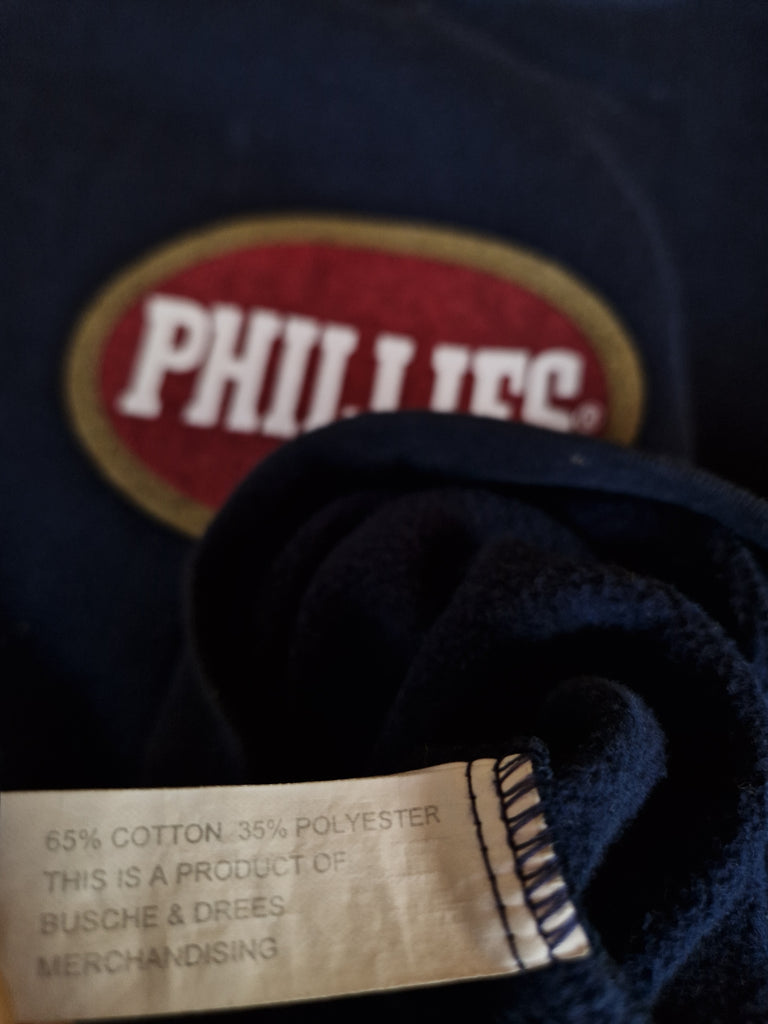 PHILLIES
65% COTTON 35% POLYESTER
THIS IS A PRODUCT OF
BUSCHE & DREES
MERCHANDISING